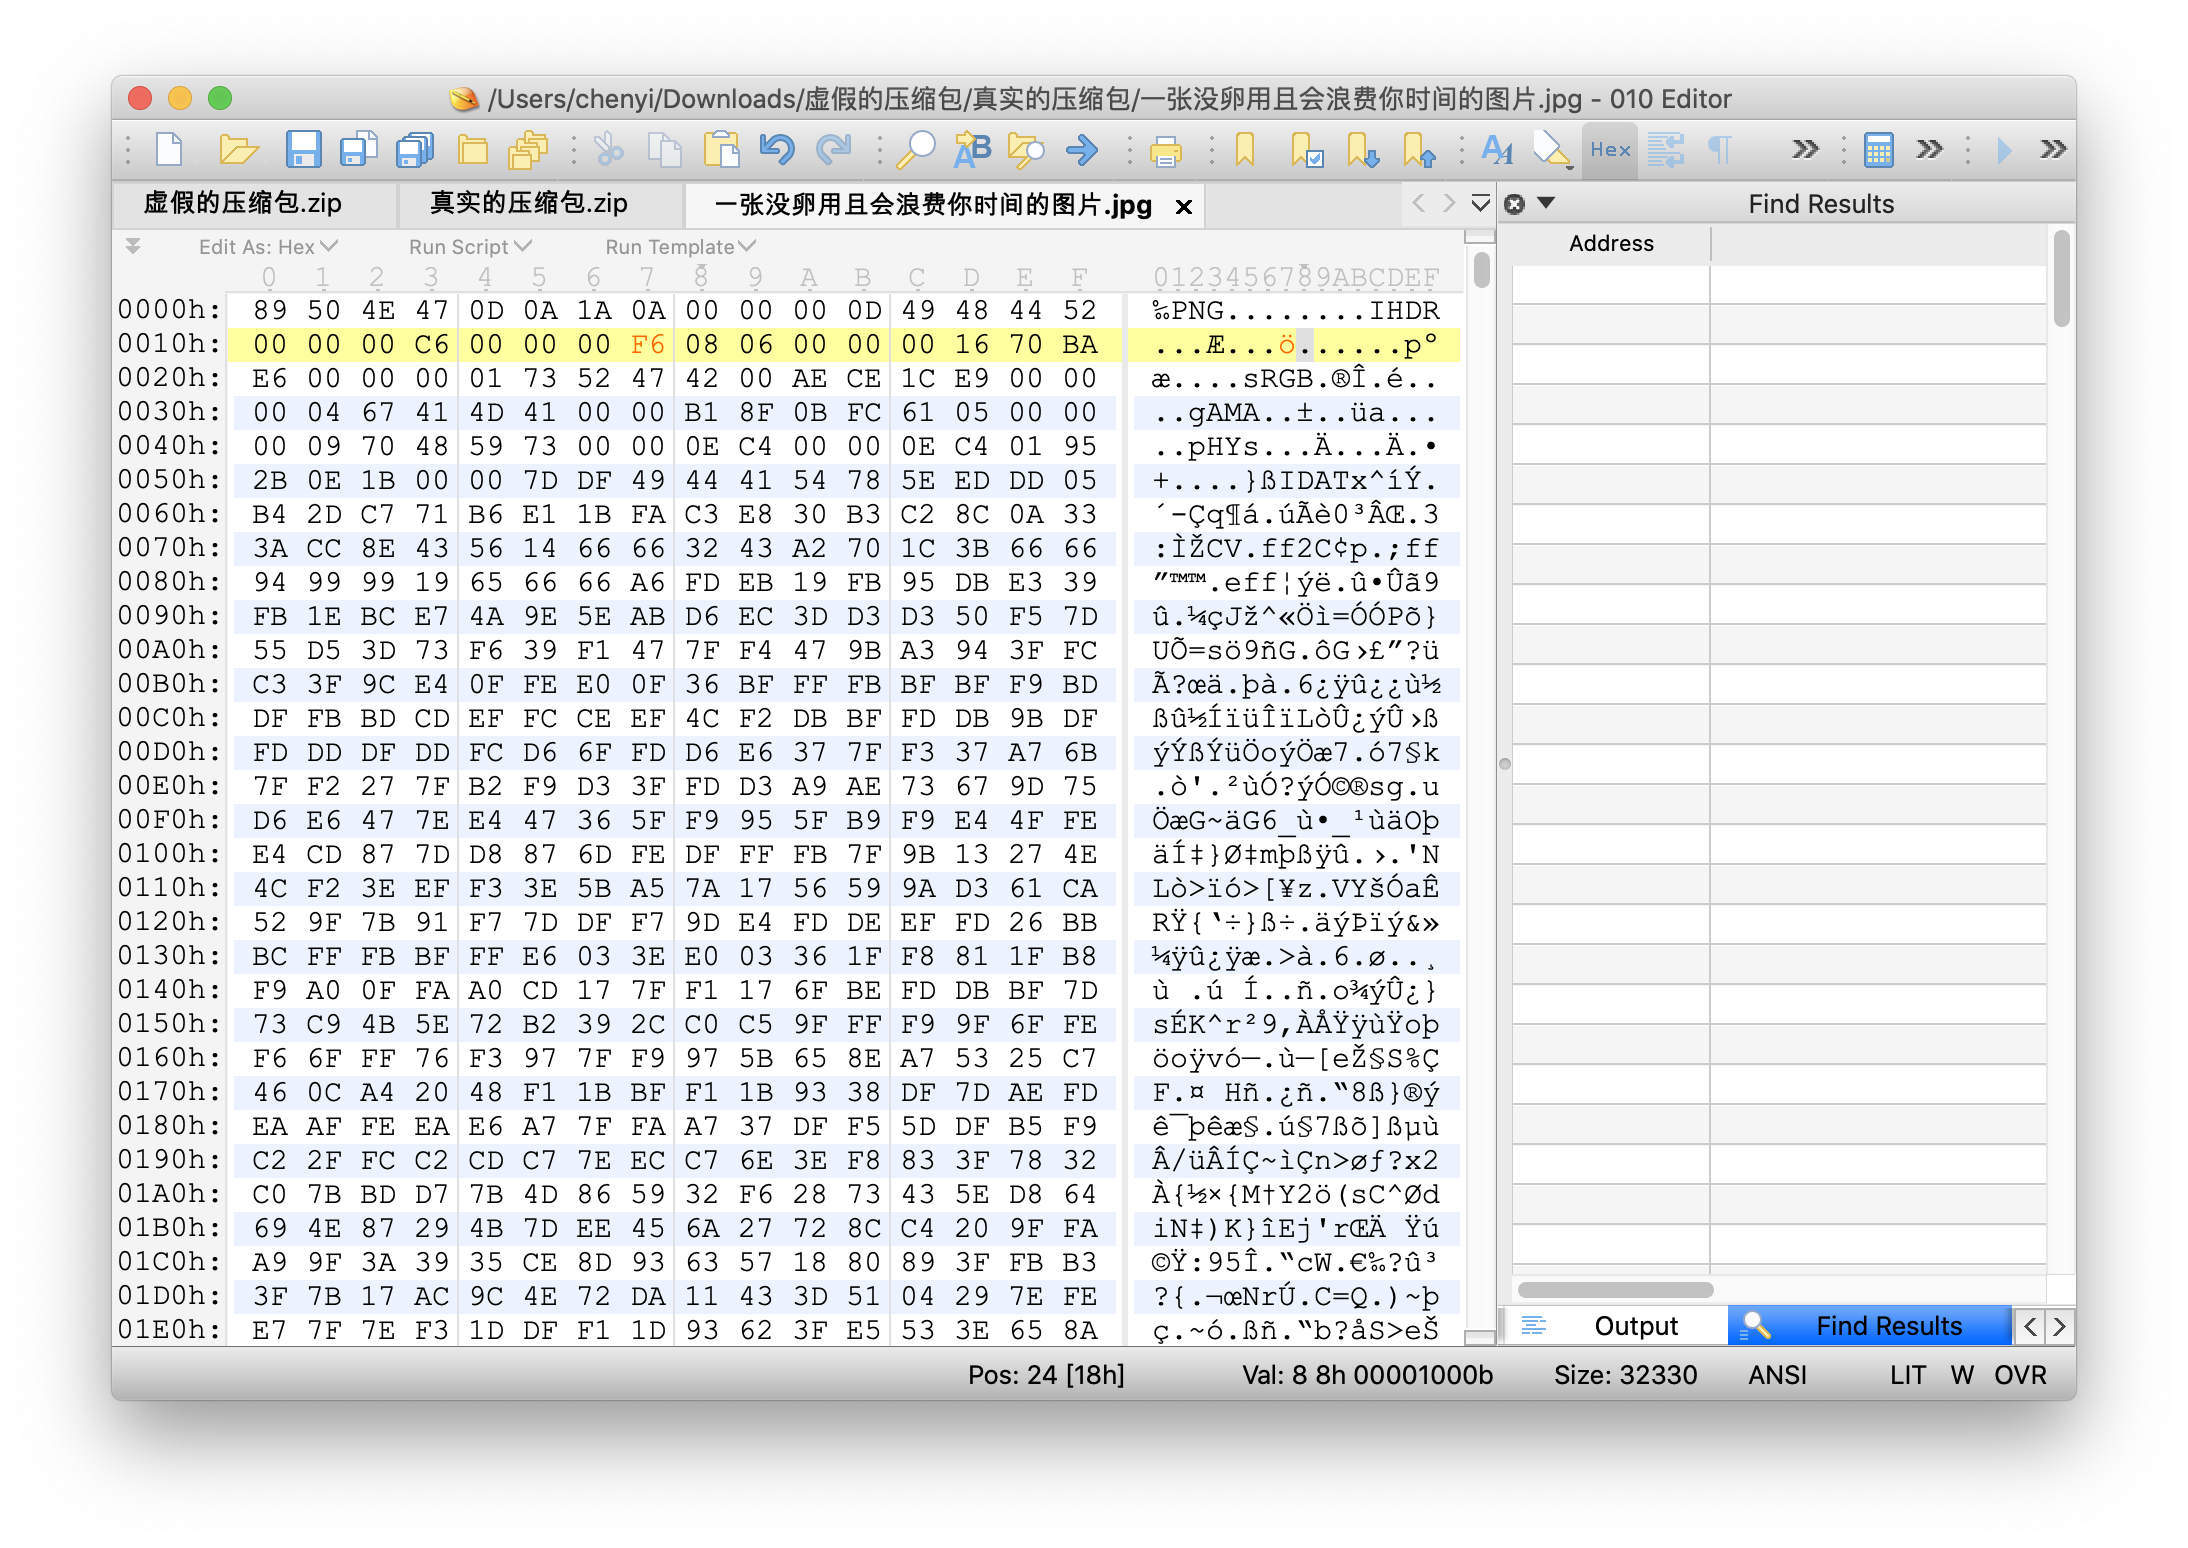 /Users/chenyi/Downloads/虚假的压缩包/真实的压缩包/一张没卵用且会浪费你时间的图片.jpg - 010 Editor
Hex
虚假的压缩包.zip 真实的压缩包.zip 一张没卵用且会浪费你时间的图片.jpg
Find Results
Edit As: Hex Run Script Run Template
Address
0 1 2 3 4 5 6 7 8 9 A B C D E F 0123456789ABCDEF
0000h: 89 50 4E 47 0D 0A 1A 0A 00 00 00 0D 49 48 44 52 ‰PNG........IHDR
0010h: 00 00 00 C6 00 00 00 F6 08 06 00 00 00 16 70 BA ...Æ...ö......pº
0020h: E6 00 00 00 01 73 52 47 42 00 AE CE 1C E9 00 00 æ....sRGB.®Î.é..
0030h: 00 04 67 41 4D 41 00 00 B1 8F 0B FC 61 05 00 00 ..gAMA..±..üa...
0040h: 00 09 70 48 59 73 00 00 0E C4 00 00 0E C4 01 95 ..pHYs...Ä...Ä.•
0050h: 2B 0E 1B 00 00 7D DF 49 44 41 54 78 5E ED DD 05 +....}ßIDATx^íÝ.
0060h: B4 2D C7 71 B6 E1 1B FA C3 E8 30 B3 C2 8C 0A 33 ´-Çq¶á.úÃè0³ÂŒ.3
0070h: 3A CC 8E 43 56 14 66 66 32 43 A2 70 1C 3B 66 66 :ÌŽCV.ff2C¢p.;ff
0080h: 94 99 99 19 65 66 66 A6 FD EB 19 FB 95 DB E3 39 ”™™.eff¦ýë.û•Ûã9
0090h: FB 1E BC E7 4A 9E 5E AB D6 EC 3D D3 D3 50 F5 7D û.¼çJž^«Öì=ÓÓPõ}
00A0h: 55 D5 3D 73 F6 39 F1 47 7F F4 47 9B A3 94 3F FC UÕ=sö9ñG.ôG›£”?ü
00B0h: C3 3F 9C E4 0F FE E0 0F 36 BF FF FB BF BF F9 BD Ã?œä.þà.6¿ÿû¿¿ù½
00C0h: DF FB BD CD EF FC CE EF 4C F2 DB BF FD DB 9B DF ßû½ÍïüÎïLòÛ¿ýÛ›ß
00D0h: FD DD DF DD FC D6 6F FD D6 E6 37 7F F3 37 A7 6B ýÝßÝüÖoýÖæ7.ó7§k
00E0h: 7F F2 27 7F B2 F9 D3 3F FD D3 A9 AE 73 67 9D 75 .ò'.²ùÓ?ýÓ©®sg.u
00F0h: D6 E6 47 7E E4 47 36 5F F9 95 5F B9 F9 E4 4F FE ÖæG~äG6_ù•_¹ùäOþ
0100h: E4 CD 87 7D D8 87 6D FE DF FF FB 7F 9B 13 27 4E äÍ‡}Ø‡mþßÿû.›.'N
0110h: 4C F2 3E EF F3 3E 5B A5 7A 17 56 59 9A D3 61 CA Lò>ïó>[¥z.VYšÓaÊ
0120h: 52 9F 7B 91 F7 7D DF F7 9D E4 FD DE EF FD 26 BB RŸ{‘÷}ß÷.äýÞïý&»
0130h: BC FF FB BF FF E6 03 3E E0 03 36 1F F8 81 1F B8 ¼ÿû¿ÿæ.>à.6.ø..¸
0140h: F9 A0 0F FA A0 CD 17 7F F1 17 6F BE FD DB BF 7D ù .ú Í..ñ.o¾ýÛ¿}
0150h: 73 C9 4B 5E 72 B2 39 2C C0 C5 9F FF F9 9F 6F FE sÉK^r²9,ÀÅŸÿùŸoþ
0160h: F6 6F FF 76 F3 97 7F F9 97 5B 65 8E A7 53 25 C7 öoÿvó—.ù—[eŽ§S%Ç
0170h: 46 0C A4 20 48 F1 1B BF F1 1B 93 38 DF 7D AE FD F.¤ Hñ.¿ñ.“8ß}®ý
0180h: EA AF FE EA E6 A7 7F FA A7 37 DF F5 5D DF B5 F9 ê¯þêæ§.ú§7ßõ]ßµù
0190h: C2 2F FC C2 CD C7 7E EC C7 6E 3E F8 83 3F 78 32 Â/üÂÍÇ~ìÇn>øƒ?x2
01A0h: C0 7B BD D7 7B 4D 86 59 32 F6 28 73 43 5E D8 64 À{½×{M†Y2ö(sC^Ød
01B0h: 69 4E 87 29 4B 7D EE 45 6A 27 72 8C C4 20 9F FA iN‡)K}îEj'rŒÄ Ÿú
01C0h: A9 9F 3A 39 35 CE 8D 93 63 57 18 80 89 3F FB B3 ©Ÿ:95Î.“cW.€‰?û³
01D0h: 3F 7B 17 AC 9C 4E 72 DA 11 43 3D 51 04 29 7E FE ?{.¬œNrÚ.C=Q.)~þ
01E0h: E7 7F 7E F3 1D DF F1 1D 93 62 3F E5 53 3E 65 8A ç.~ó.ßñ.“b?åS>eŠ
Output Find Results
Pos: 24 [18h] Val: 8 8h 00001000b Size: 32330 ANSI LIT W OVR